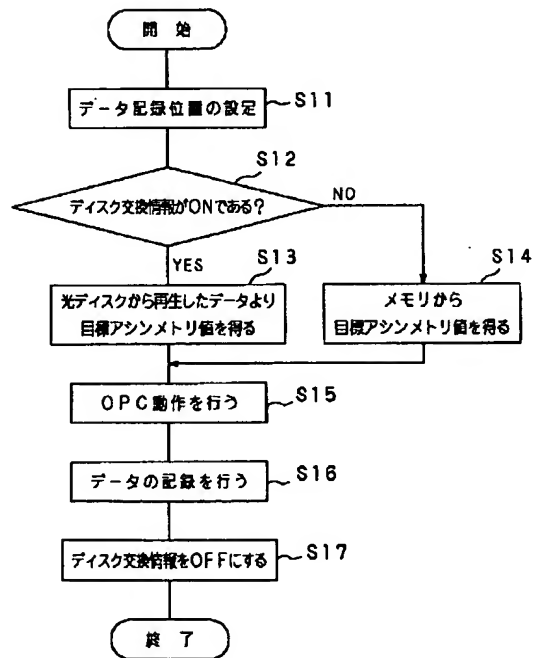 開始
データ記録位置の設定
S11
S12
ディスク交換情報がONである?
NO
YES
S13
S14
光ディスクから再生したデータより
目標アシンメトリ値を得る
メモリから
目標アシンメトリ値を得る
OPC動作を行う
S15
データの記録を行う
S16
ディスク交換情報をOFFにする
S17
終了